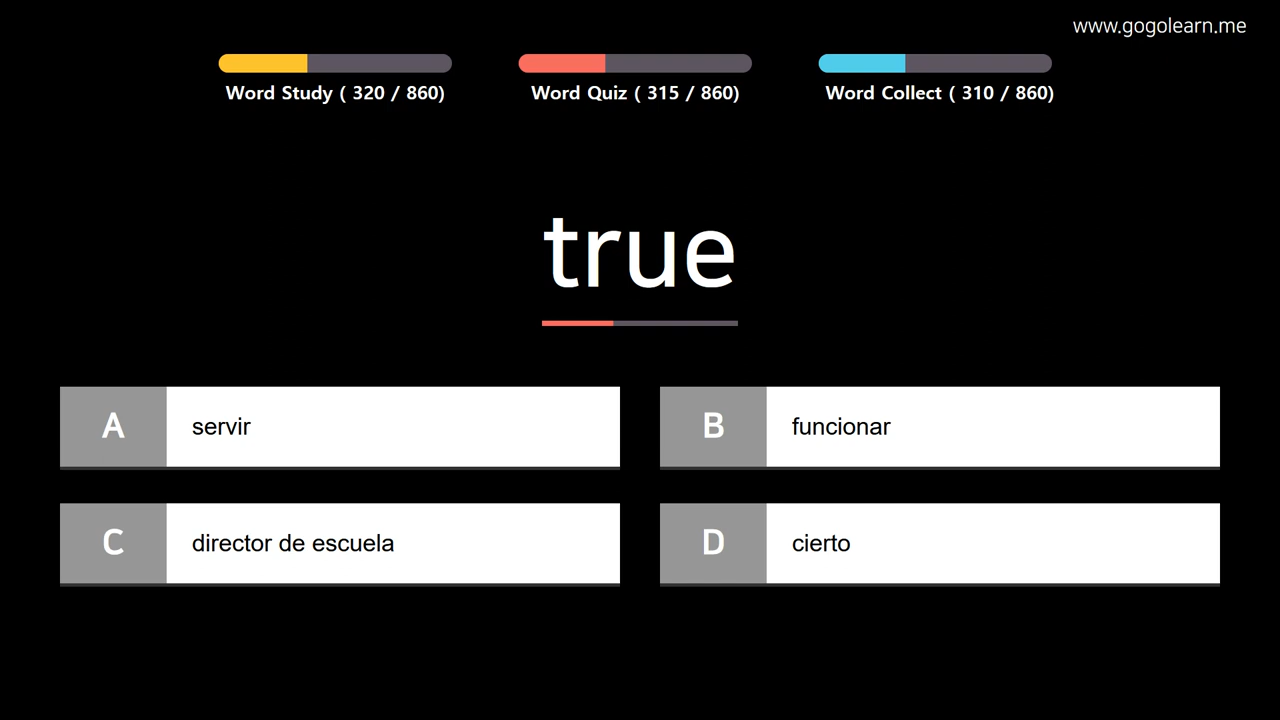 www.gogolearn.me
Word Study ( 320 / 860)
Word Quiz ( 315 / 860)
Word Collect ( 310 / 860)
true
A servir
B funcionar
C director de escuela
D cierto